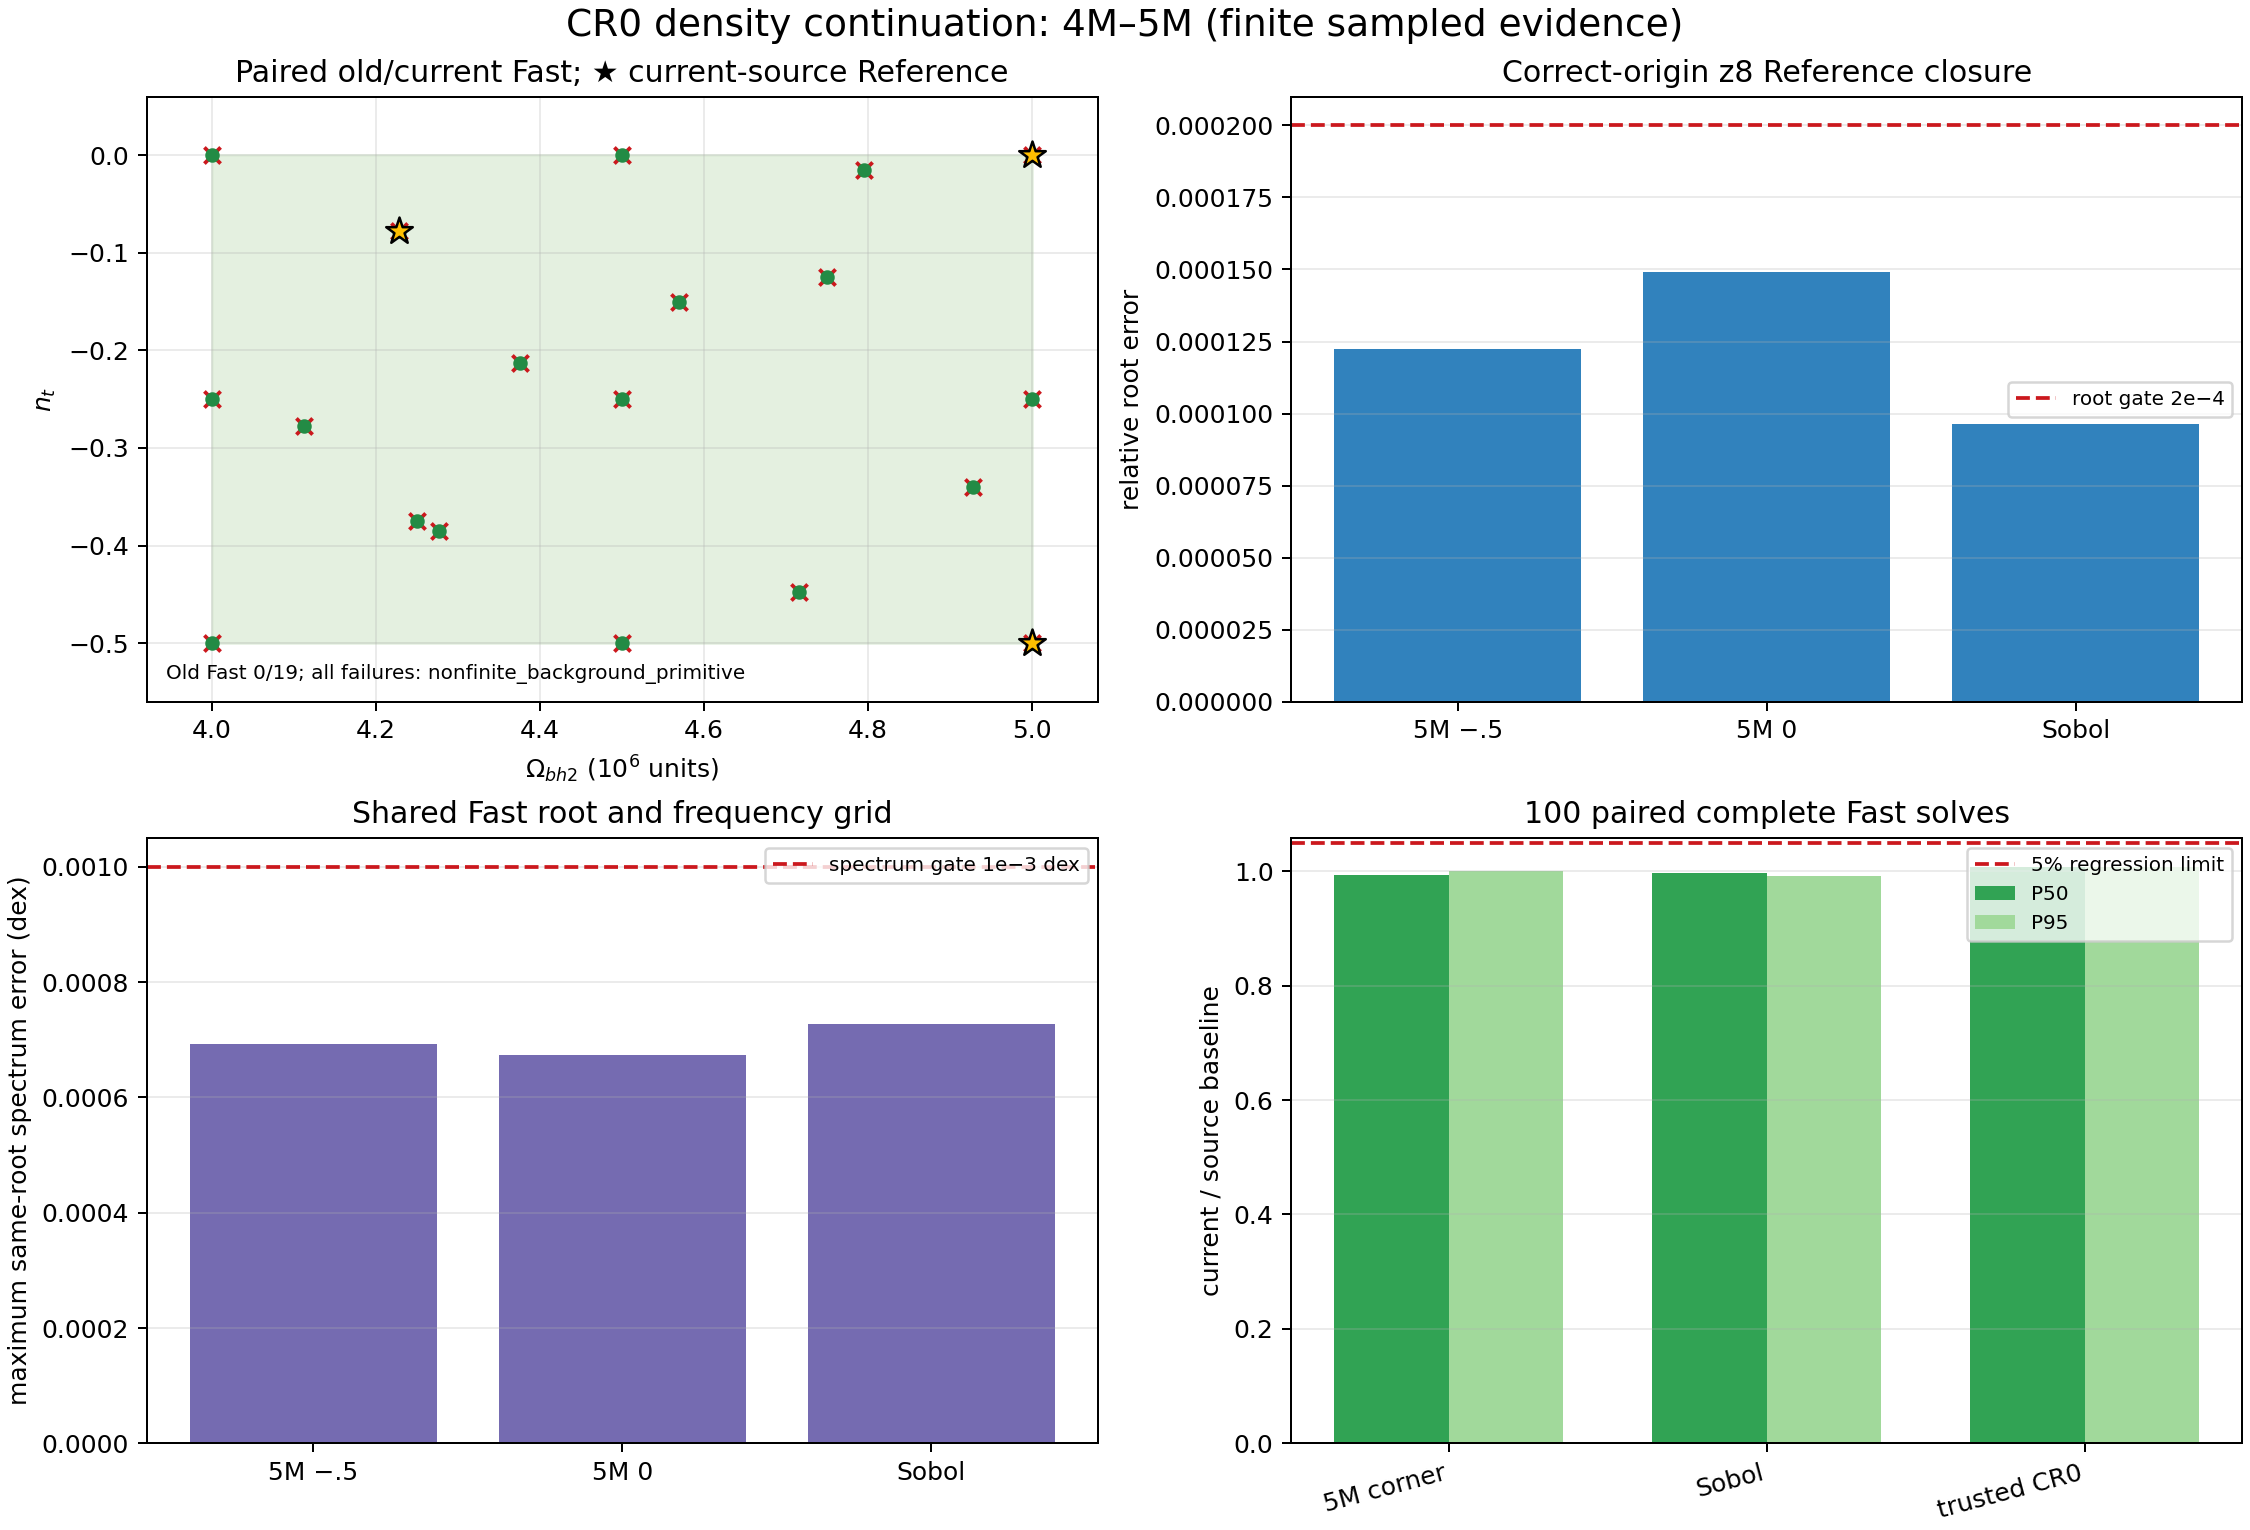 CR0 density continuation: 4M–5M (finite sampled evidence)
Paired old/current Fast; ★ current-source Reference
0.0
−0.1
−0.2
−0.3
−0.4
−0.5
n_t
Old Fast 0/19; all failures: nonfinite_background_primitive
4.0 4.2 4.4 4.6 4.8 5.0
Ω_bh2 (10^6 units)
Correct-origin z8 Reference closure
0.000200
0.000175
0.000150
0.000125
0.000100
0.000075
0.000050
0.000025
0.000000
relative root error
root gate 2e−4
5M −.5 5M 0 Sobol
Shared Fast root and frequency grid
0.0010
0.0008
0.0006
0.0004
0.0002
0.0000
maximum same-root spectrum error (dex)
spectrum gate 1e−3 dex
5M −.5 5M 0 Sobol
100 paired complete Fast solves
1.0
0.8
0.6
0.4
0.2
0.0
current / source baseline
5% regression limit
P50
P95
5M corner Sobol trusted CR0